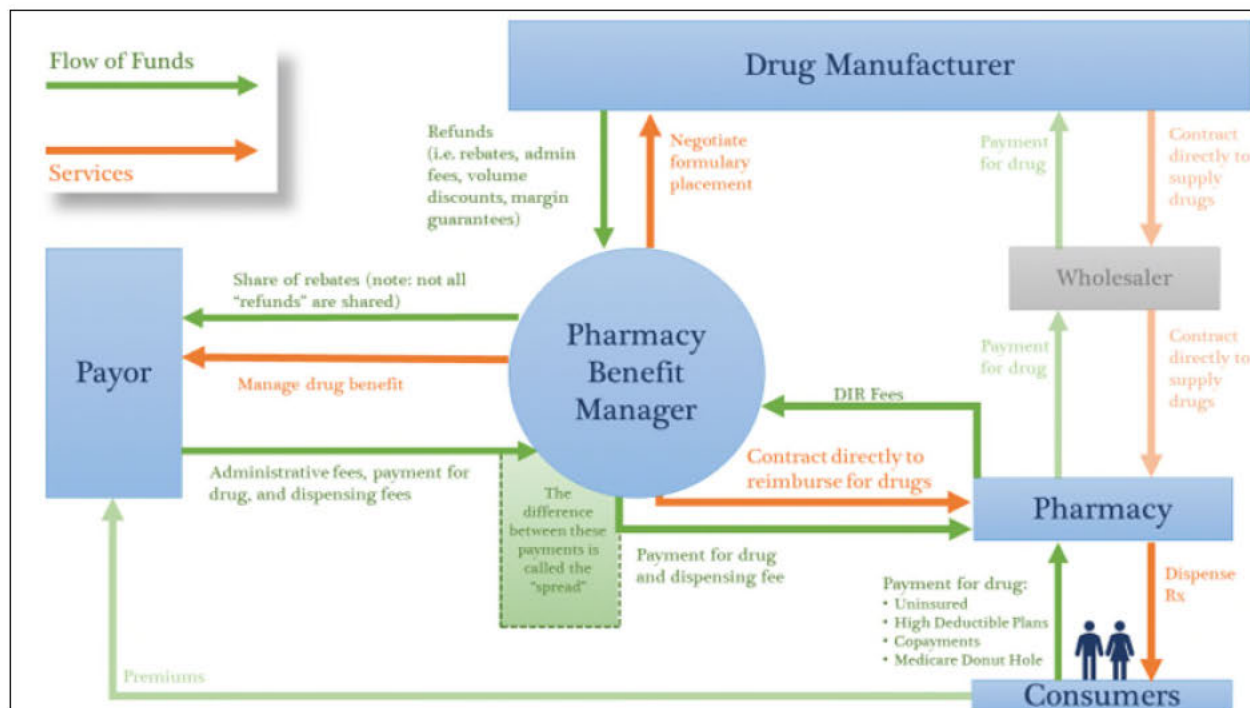 Flow of Funds
Services
Drug Manufacturer
Refunds
(i.e. rebates, admin
fees, volume
discounts, margin
guarantees)
Negotiate
formulary
placement
Payment
for drug
Contract
directly to
supply
drugs
Wholesaler
Share of rebates (note: not all
"refunds" are shared)
Payor
Manage drug benefit
Pharmacy
Benefit
Manager
Payment
for drug
Contract
directly to
supply
drugs
DIR Fees
Administrative fees, payment for
drug, and dispensing fees
The
difference
between these
payments is
called the
"spread"
Contract directly to
reimburse for drugs
Pharmacy
Payment for drug
and dispensing fee
Payment for drug:
• Uninsured
• High Deductible Plans
• Copayments
• Medicare Donut Hole
Dispense
Rx
Premiums
Consumers